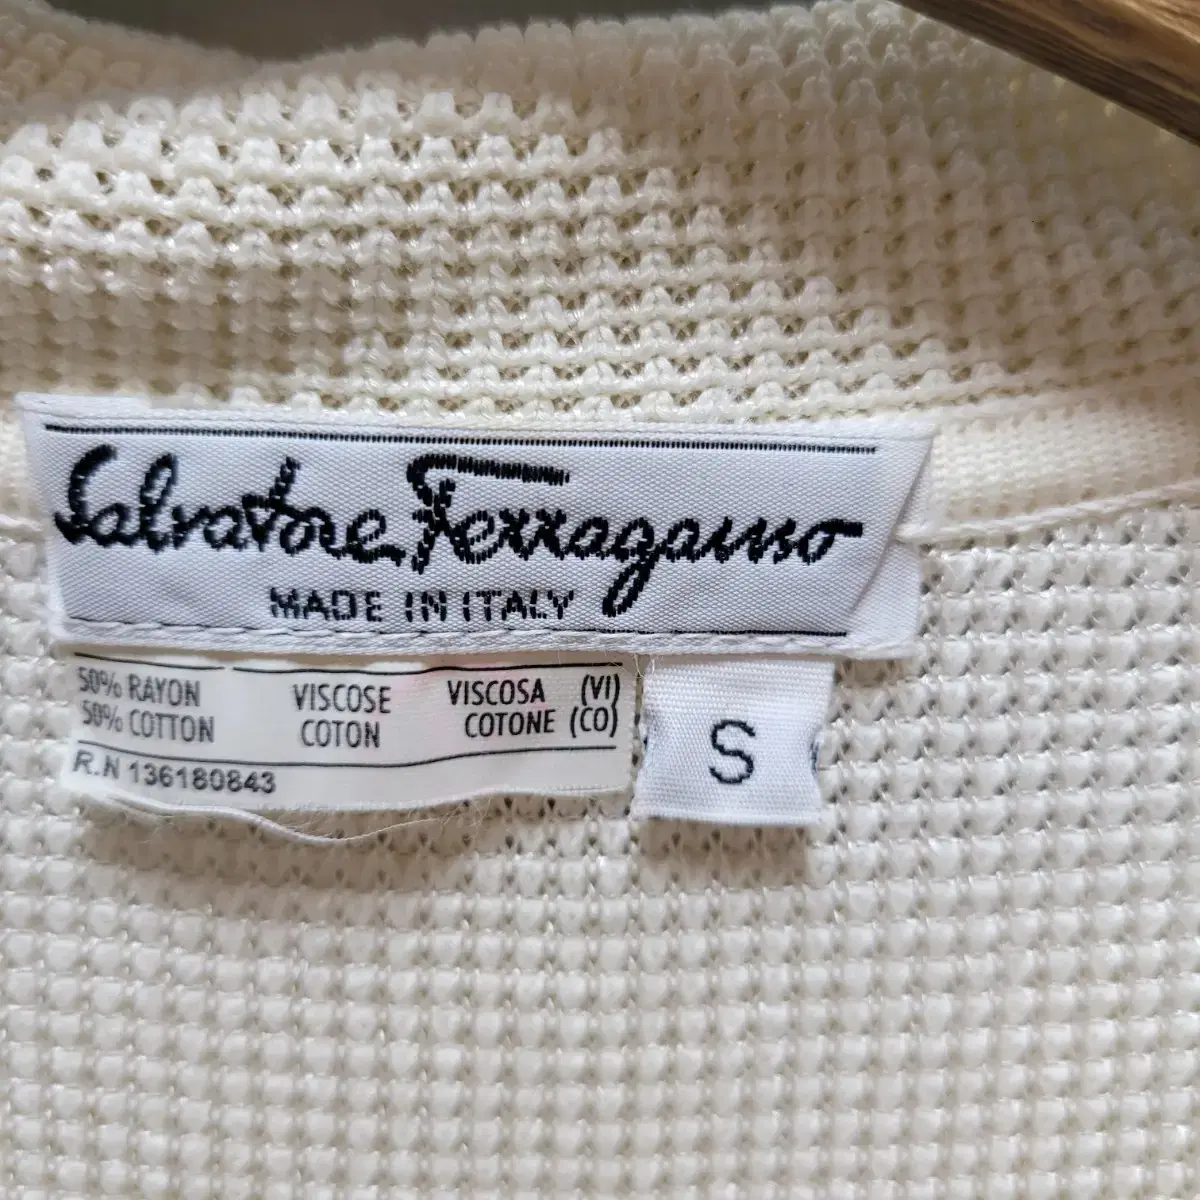 Salvatore Ferragamo
MADE IN ITALY
50% RAYON VISCOSE VISCOSA (VI)
50% COTTON COTON COTONE (CO)
R.N 136180843
S